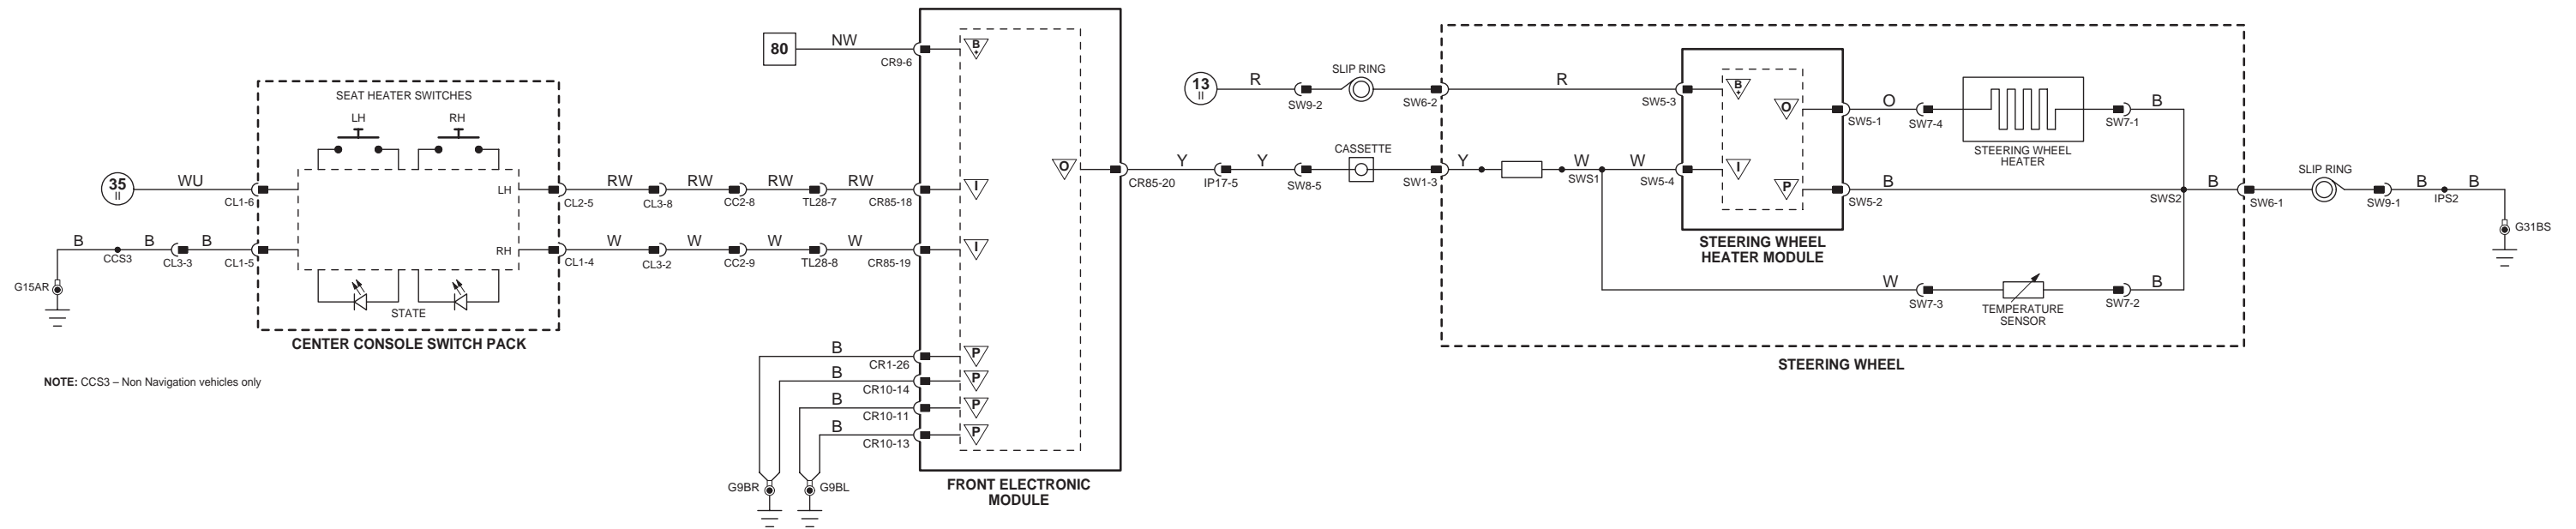 80
NW
CR9-6
B
+
SEAT HEATER SWITCHES
LH
RH
35
II
WU
CL1-6
LH
CL2-5
RW
CL3-8
RW
CC2-8
RW
TL28-7
RW
CR85-18
I
B
CCS3
B
CL3-3
B
CL1-5
RH
CL1-4
W
CL3-2
W
CC2-9
W
TL28-8
W
CR85-19
I
G15AR
STATE
CENTER CONSOLE SWITCH PACK
NOTE: CCS3 – Non Navigation vehicles only
B
CR1-26
P
B
CR10-14
P
B
CR10-11
P
B
CR10-13
P
G9BR
G9BL
FRONT ELECTRONIC
MODULE
O
CR85-20
Y
IP17-5
Y
SW8-5
CASSETTE
SW1-3
Y
W
SWS1
W
SW5-4
I
13
II
R
SW9-2
SLIP RING
SW6-2
R
SW5-3
B
+
O
SW5-1
O
SW7-4
STEERING WHEEL
HEATER
SW7-1
B
P
SW5-2
B
SWS2
B
SW6-1
SLIP RING
SW9-1
B
IPS2
B
G31BS
STEERING WHEEL
HEATER MODULE
W
SW7-3
TEMPERATURE
SENSOR
SW7-2
B
STEERING WHEEL